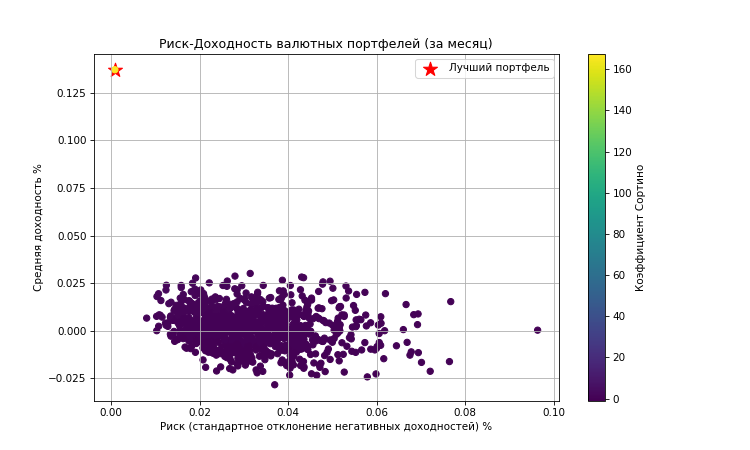 Риск-Доходность валютных портфелей (за месяц)
Лучший портфель
Средняя доходность %
0.125
0.100
0.075
0.050
0.025
0.000
−0.025
0.00 0.02 0.04 0.06 0.08 0.10
Риск (стандартное отклонение негативных доходностей) %
160
140
120
100
80
60
40
20
0
Коэффициент Сортино